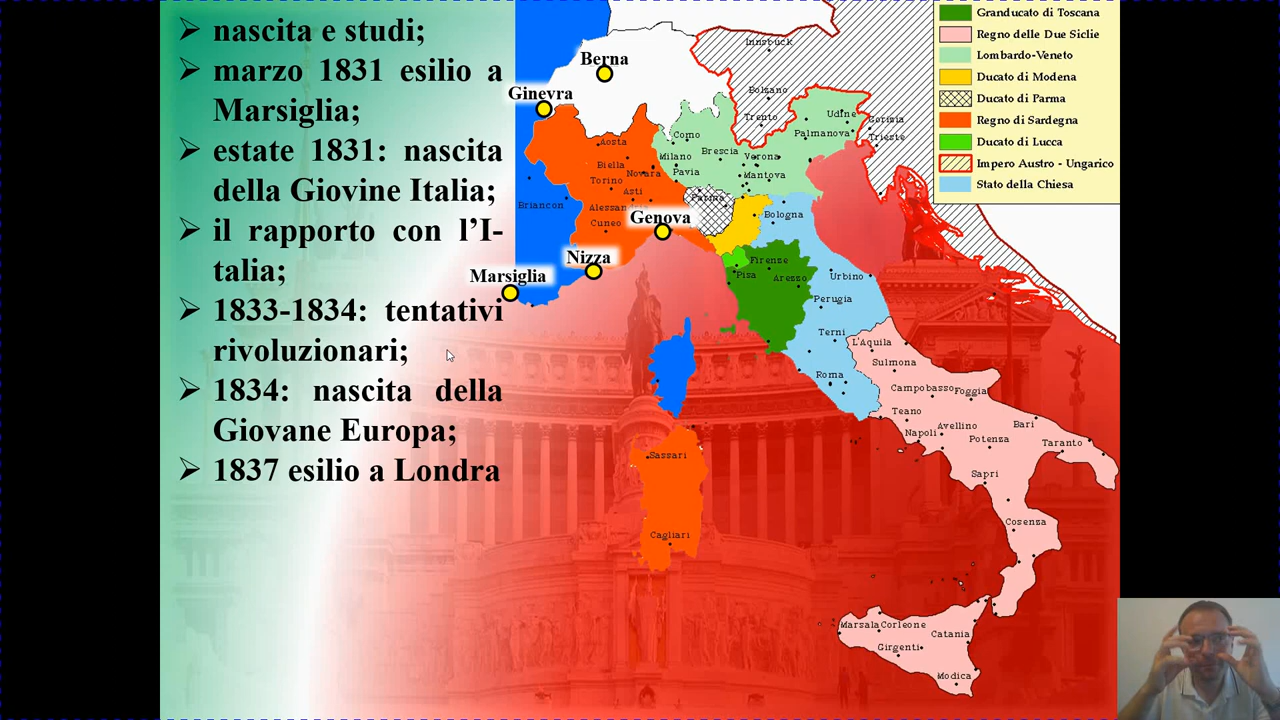 ➢ nascita e studi;
➢ marzo 1831 esilio a
Marsiglia;
➢ estate 1831: nascita
della Giovine Italia;
➢ il rapporto con l'I-
talia;
➢ 1833-1834: tentativi
rivoluzionari;
➢ 1834: nascita della
Giovane Europa;
➢ 1837 esilio a Londra
Granducato di Toscana
Regno delle Due Siclie
Lombardo-Veneto
Ducato di Modena
Ducato di Parma
Regno di Sardegna
Ducato di Lucca
Impero Austro - Ungarico
Stato della Chiesa
Innsbuck
Berna
Ginevra
Bolzano
Trento
Udine
Gorizia
Palmanova
Trieste
Aosta
Como
Brescia
Verona
Milano
Biella
Novara
Pavia
Mantova
Torino
Asti
Briancon
Alessandria
Parma
Cuneo
Genova
Bologna
Nizza
Marsiglia
Firenze
Pisa
Arezzo
Urbino
Perugia
Terni
L'Aquila
Sulmona
Roma
Campobasso
Foggia
Teano
Napoli
Avellino
Bari
Potenza
Taranto
Sassari
Sapri
Cosenza
Cagliari
Marsala
Corleone
Catania
Girgenti
Modica